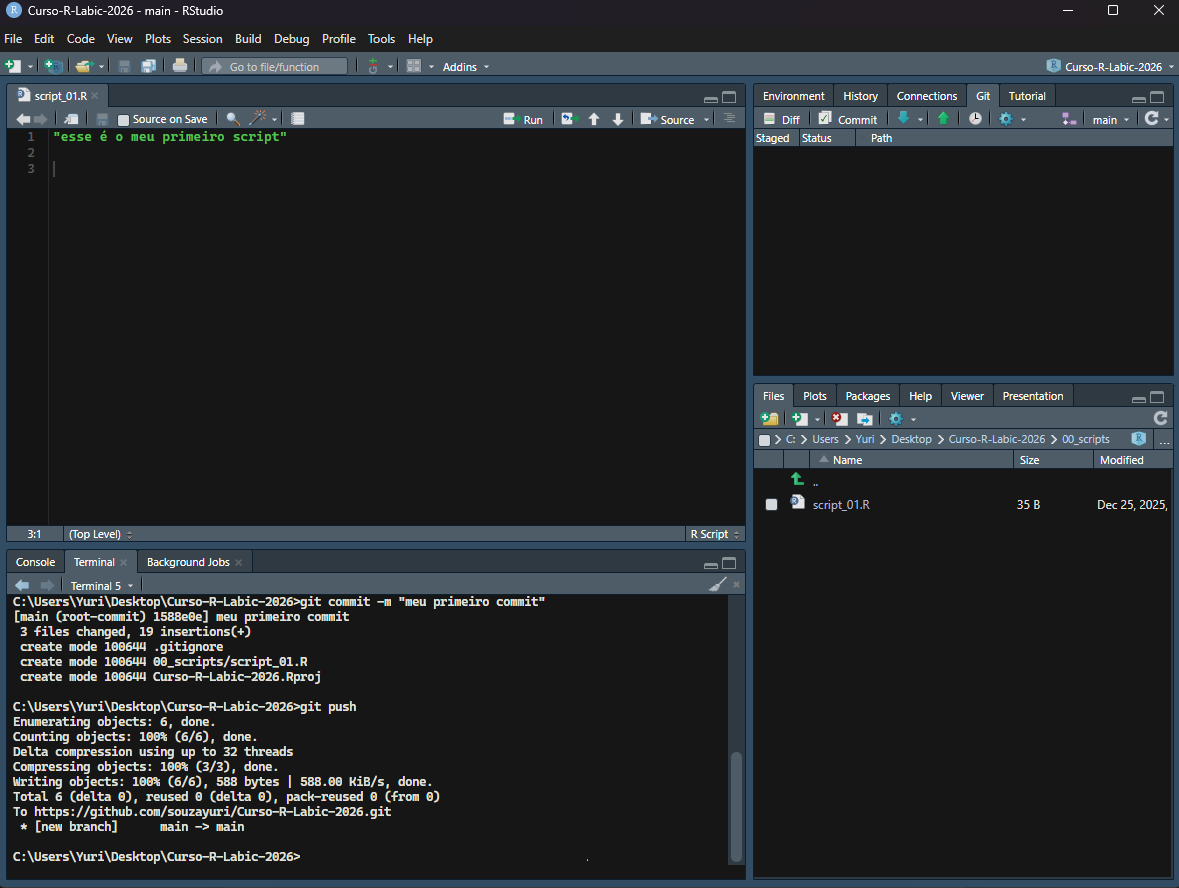 Curso-R-Labic-2026 - main - RStudio
File Edit Code View Plots Session Build Debug Profile Tools Help
Go to file/function Addins Curso-R-Labic-2026
script_01.R
Source on Save Run Source
1 "esse é o meu primeiro script"
2
3
3:1 (Top Level) R Script
Console Terminal Background Jobs
Terminal 5
C:\Users\Yuri\Desktop\Curso-R-Labic-2026>git commit -m "meu primeiro commit"
[main (root-commit) 1588e0e] meu primeiro commit
3 files changed, 19 insertions(+)
create mode 100644 .gitignore
create mode 100644 00_scripts/script_01.R
create mode 100644 Curso-R-Labic-2026.Rproj
C:\Users\Yuri\Desktop\Curso-R-Labic-2026>git push
Enumerating objects: 6, done.
Counting objects: 100% (6/6), done.
Delta compression using up to 32 threads
Compressing objects: 100% (3/3), done.
Writing objects: 100% (6/6), 588 bytes | 588.00 KiB/s, done.
Total 6 (delta 0), reused 0 (delta 0), pack-reused 0 (from 0)
To https://github.com/souzayuri/Curso-R-Labic-2026.git
* [new branch] main -> main
C:\Users\Yuri\Desktop\Curso-R-Labic-2026>
Environment History Connections Git Tutorial
Diff Commit main
Staged Status Path
Files Plots Packages Help Viewer Presentation
C: Users Yuri Desktop Curso-R-Labic-2026 00_scripts ...
Name Size Modified
..
script_01.R 35 B Dec 25, 2025,